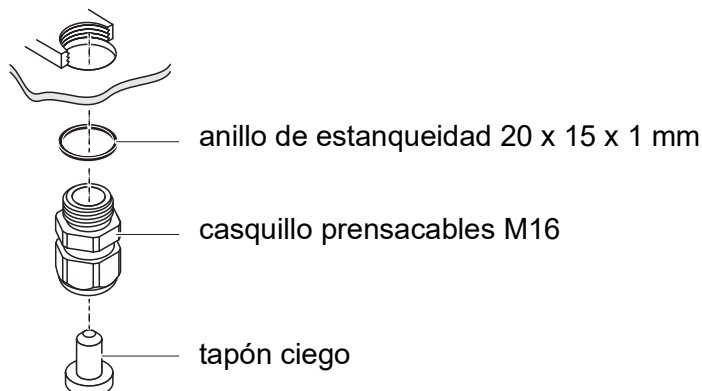 anillo de estanqueidad 20 x 15 x 1 mm
casquillo prensacables M16
tapón ciego